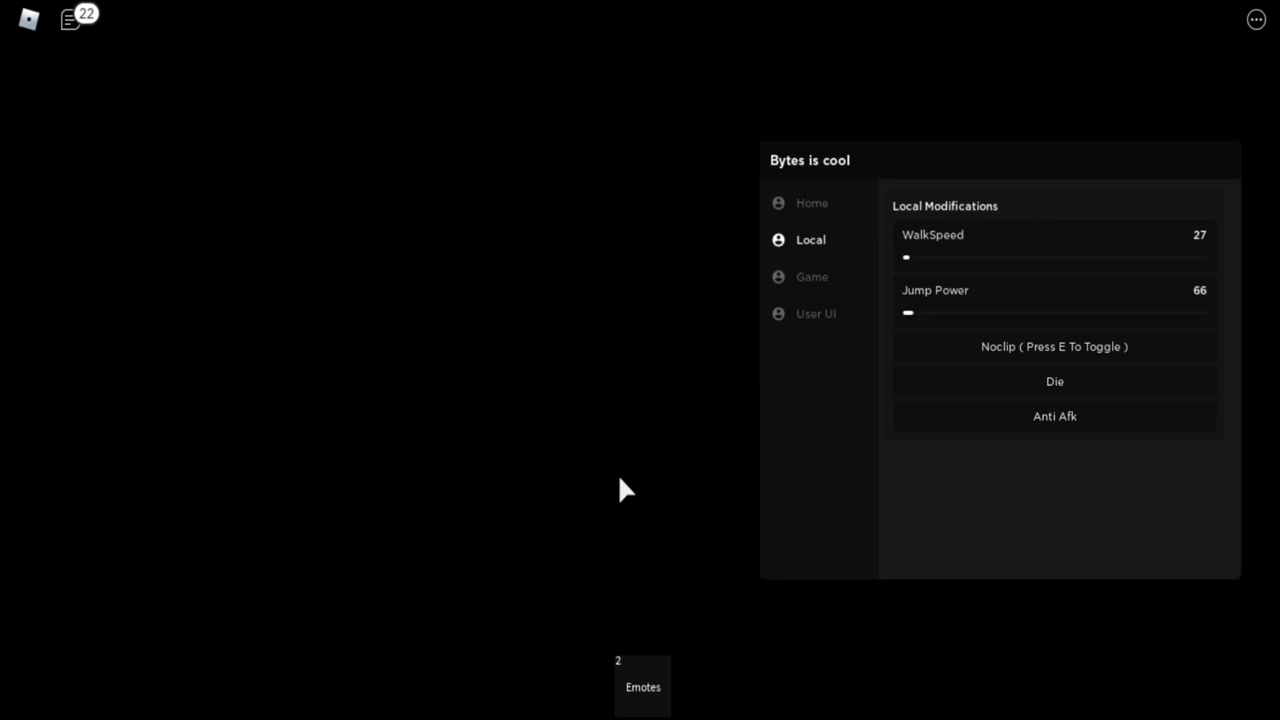 22
Bytes is cool
Home
Local
Game
User UI
Local Modifications
WalkSpeed 27
Jump Power 66
Noclip ( Press E To Toggle )
Die
Anti Afk
2
Emotes